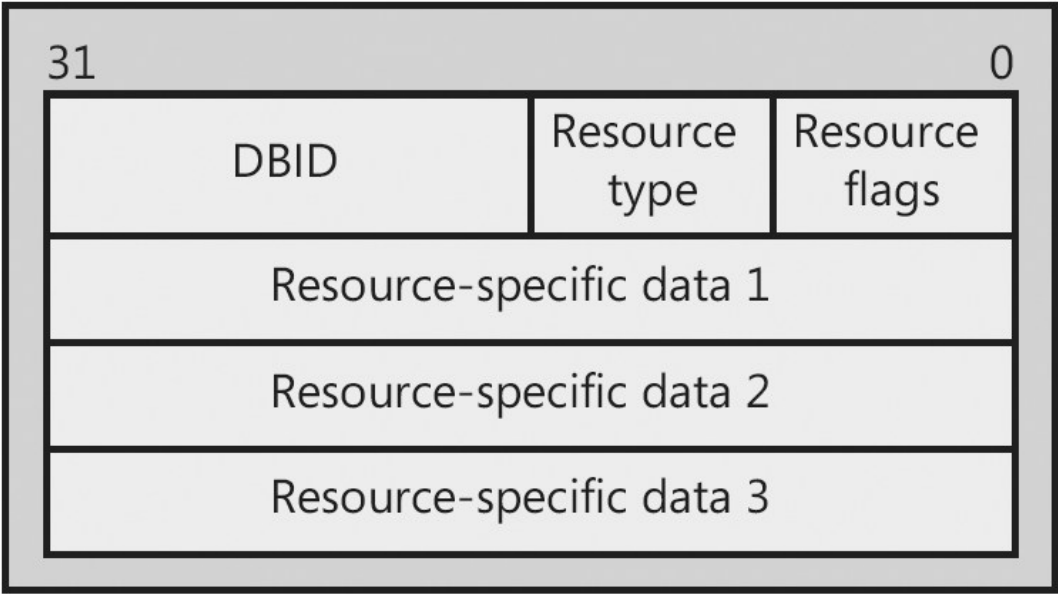 31 0
DBID
Resource
type
Resource
flags
Resource-specific data 1
Resource-specific data 2
Resource-specific data 3